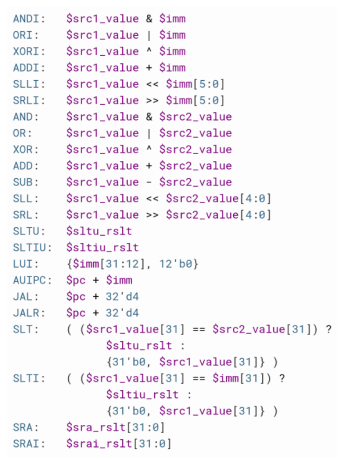 ANDI: $src1_value & $imm
ORI: $src1_value | $imm
XORI: $src1_value ^ $imm
ADDI: $src1_value + $imm
SLLI: $src1_value << $imm[5:0]
SRLI: $src1_value >> $imm[5:0]
AND: $src1_value & $src2_value
OR: $src1_value | $src2_value
XOR: $src1_value ^ $src2_value
ADD: $src1_value + $src2_value
SUB: $src1_value - $src2_value
SLL: $src1_value << $src2_value[4:0]
SRL: $src1_value >> $src2_value[4:0]
SLTU: $sltu_rslt
SLTIU: $sltiu_rslt
LUI: {$imm[31:12], 12'b0}
AUIPC: $pc + $imm
JAL: $pc + 32'd4
JALR: $pc + 32'd4
SLT: ( ($src1_value[31] == $src2_value[31]) ?
$sltu_rslt :
{31'b0, $src1_value[31]} )
SLTI: ( ($src1_value[31] == $imm[31]) ?
$sltiu_rslt :
{31'b0, $src1_value[31]} )
SRA: $sra_rslt[31:0]
SRAI: $srai_rslt[31:0]